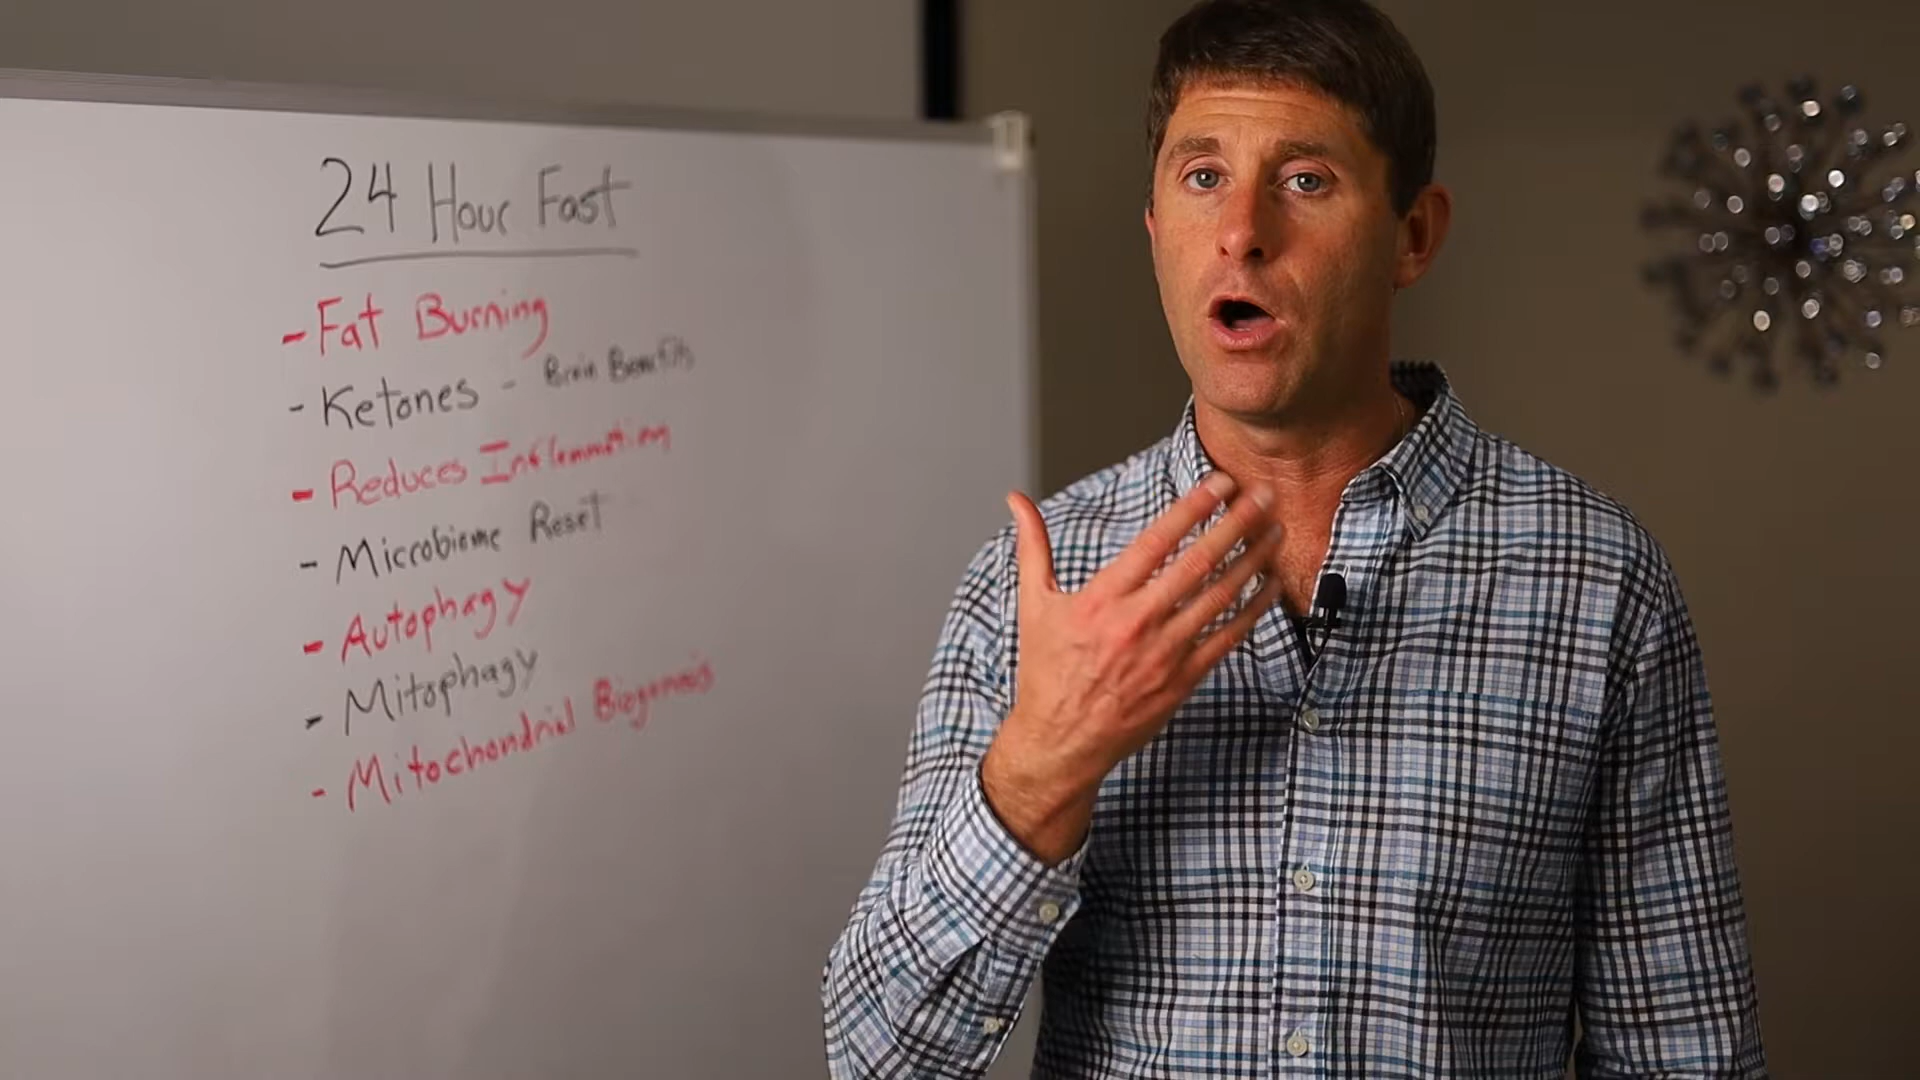 24 Hour Fast
- Fat Burning
- Ketones - Brain Benefits
- Reduces Inflammation
- Microbiome Reset
- Autophagy
- Mitophagy
- Mitochondrial Biogenesis